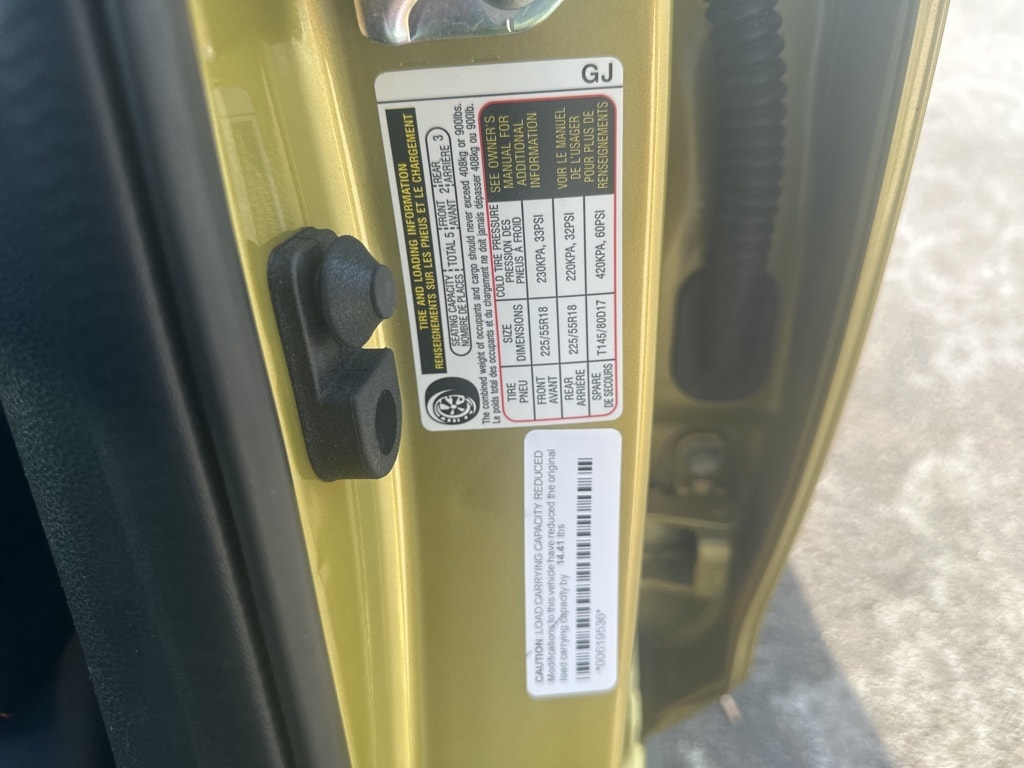 GJ
TIRE AND LOADING INFORMATION
RENSEIGNEMENTS SUR LES PNEUS ET LE CHARGEMENT
SEATING CAPACITY TOTAL 5 FRONT 2 REAR 3
NOMBRE DE PLACES AVANT ARRIÈRE
The combined weight of occupants and cargo should never exceed 408kg or 900lbs.
Le poids total des occupants et du chargement ne doit jamais dépasser 408kg ou 900lb.
TIRE SIZE COLD TIRE PRESSURE
PNEU DIMENSIONS PRESSION DES PNEUS À FROID
FRONT 225/55R18 230KPA, 33PSI
AVANT
REAR 225/55R18 220KPA, 32PSI
ARRIÈRE
SPARE T145/80D17 420KPA, 60PSI
DE SECOURS
SEE OWNER'S
MANUAL FOR
ADDITIONAL
INFORMATION
VOIR LE MANUEL
DE L'USAGER
POUR PLUS DE
RENSEIGNEMENTS
CAUTION LOAD CARRYING CAPACITY REDUCED
Modifications to this vehicle have reduced the original
load carrying capacity by 14.41 lbs
*00619536*